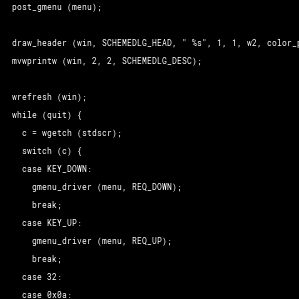 post_gmenu (menu);
draw_header (win, SCHEMEDLG_HEAD, " %s", 1, 1, w2, color_
mvwprintw (win, 2, 2, SCHEMEDLG_DESC);
wrefresh (win);
while (quit) {
c = wgetch (stdscr);
switch (c) {
case KEY_DOWN:
gmenu_driver (menu, REQ_DOWN);
break;
case KEY_UP:
gmenu_driver (menu, REQ_UP);
break;
case 32:
case 0x0a: